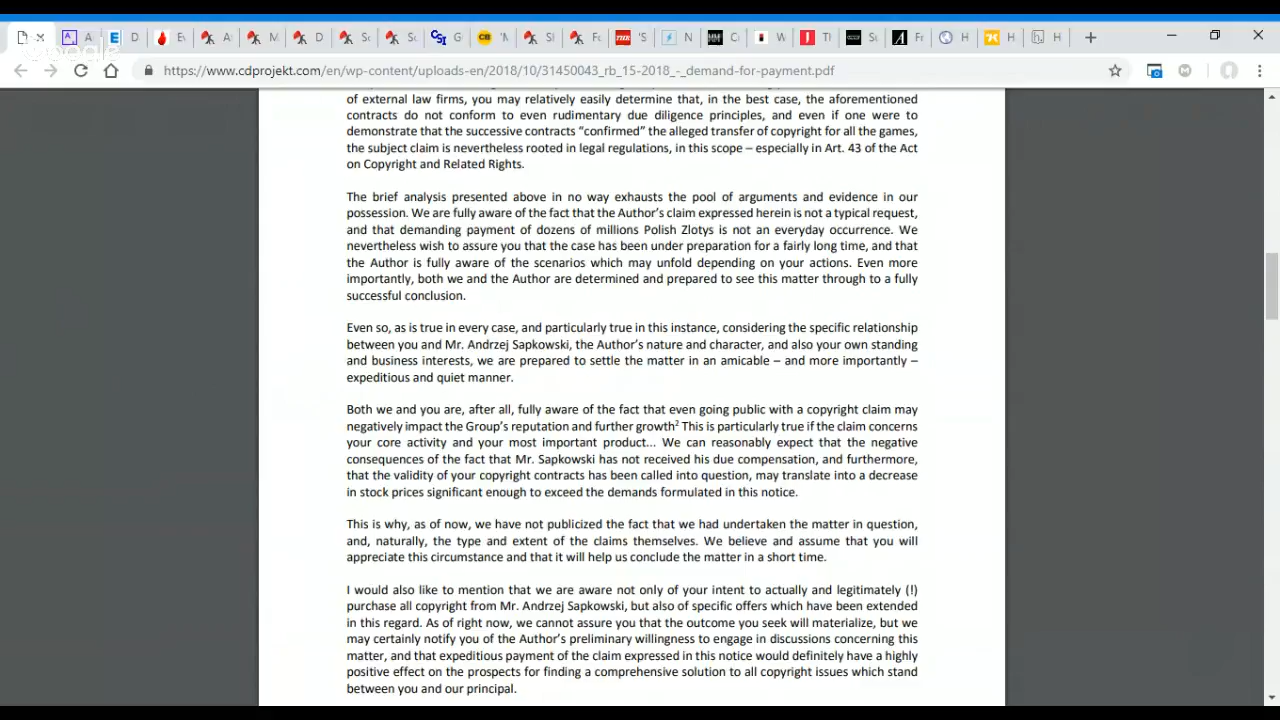 A
D
Ev
A
M
D
Sc
Sc
CSI G
CB 'M
Sl
Fe
THR 'S
N
MM Co
W
TI
Su
A Fr
H
H
H
Google
https://www.cdprojekt.com/en/wp-content/uploads-en/2018/10/31450043_rb_15-2018_-_demand-for-payment.pdf
of external law firms, you may relatively easily determine that, in the best case, the aforementioned
contracts do not conform to even rudimentary due diligence principles, and even if one were to
demonstrate that the successive contracts “confirmed” the alleged transfer of copyright for all the games,
the subject claim is nevertheless rooted in legal regulations, in this scope – especially in Art. 43 of the Act
on Copyright and Related Rights.
The brief analysis presented above in no way exhausts the pool of arguments and evidence in our
possession. We are fully aware of the fact that the Author’s claim expressed herein is not a typical request,
and that demanding payment of dozens of millions Polish Zlotys is not an everyday occurrence. We
nevertheless wish to assure you that the case has been under preparation for a fairly long time, and that
the Author is fully aware of the scenarios which may unfold depending on your actions. Even more
importantly, both we and the Author are determined and prepared to see this matter through to a fully
successful conclusion.
Even so, as is true in every case, and particularly true in this instance, considering the specific relationship
between you and Mr. Andrzej Sapkowski, the Author’s nature and character, and also your own standing
and business interests, we are prepared to settle the matter in an amicable – and more importantly –
expeditious and quiet manner.
Both we and you are, after all, fully aware of the fact that even going public with a copyright claim may
negatively impact the Group’s reputation and further growth² This is particularly true if the claim concerns
your core activity and your most important product... We can reasonably expect that the negative
consequences of the fact that Mr. Sapkowski has not received his due compensation, and furthermore,
that the validity of your copyright contracts has been called into question, may translate into a decrease
in stock prices significant enough to exceed the demands formulated in this notice.
This is why, as of now, we have not publicized the fact that we had undertaken the matter in question,
and, naturally, the type and extent of the claims themselves. We believe and assume that you will
appreciate this circumstance and that it will help us conclude the matter in a short time.
I would also like to mention that we are aware not only of your intent to actually and legitimately (!)
purchase all copyright from Mr. Andrzej Sapkowski, but also of specific offers which have been extended
in this regard. As of right now, we cannot assure you that the outcome you seek will materialize, but we
may certainly notify you of the Author’s preliminary willingness to engage in discussions concerning this
matter, and that expeditious payment of the claim expressed in this notice would definitely have a highly
positive effect on the prospects for finding a comprehensive solution to all copyright issues which stand
between you and our principal.